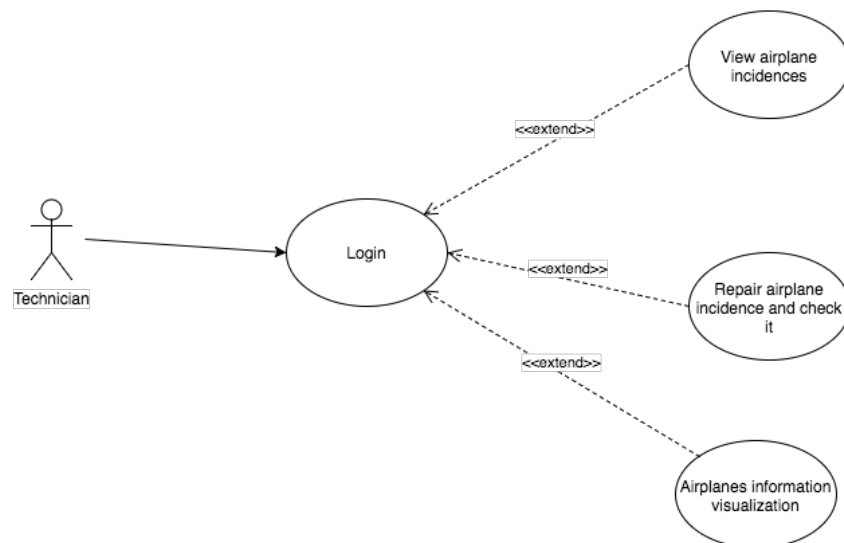 View airplane
incidences
<<extend>>
Login
<<extend>>
Technician
Repair airplane
incidence and check
it
<<extend>>
Airplanes information
visualization